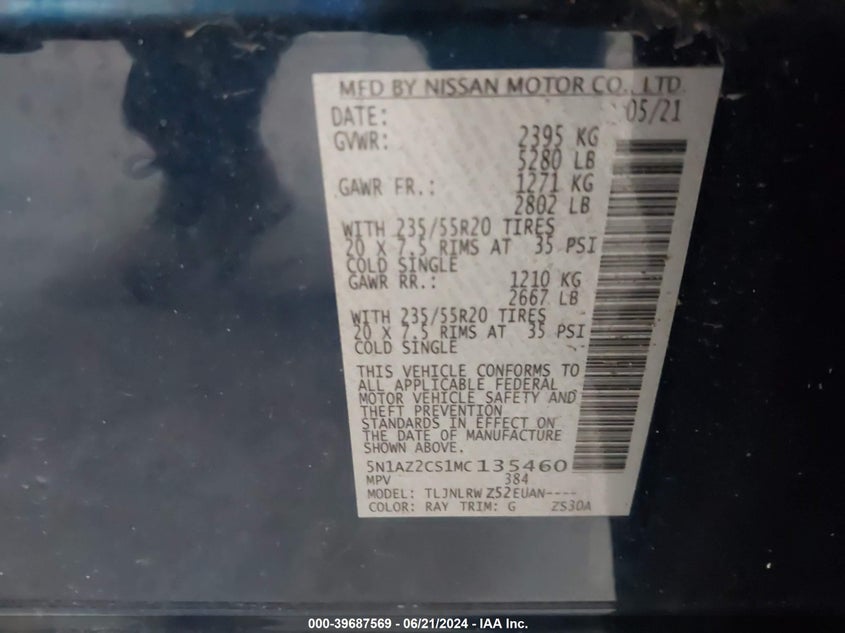 MFD BY NISSAN MOTOR CO., LTD.
DATE: 05/21
GVWR: 2395 KG
5280 LB
GAWR FR.: 1271 KG
2802 LB
WITH 235/55R20 TIRES
20 X 7.5 RIMS AT 35 PSI
COLD SINGLE
GAWR RR.: 1210 KG
2667 LB
WITH 235/55R20 TIRES
20 X 7.5 RIMS AT 35 PSI
COLD SINGLE
THIS VEHICLE CONFORMS TO
ALL APPLICABLE FEDERAL
MOTOR VEHICLE SAFETY AND
THEFT PREVENTION
STANDARDS IN EFFECT ON
THE DATE OF MANUFACTURE
SHOWN ABOVE.
5N1AZ2CS1MC135460
MPV 384
MODEL: TLJNLRW Z52EUAN----
COLOR: RAY TRIM: G ZS30A
000-39687569 - 06/21/2024 - IAA Inc.